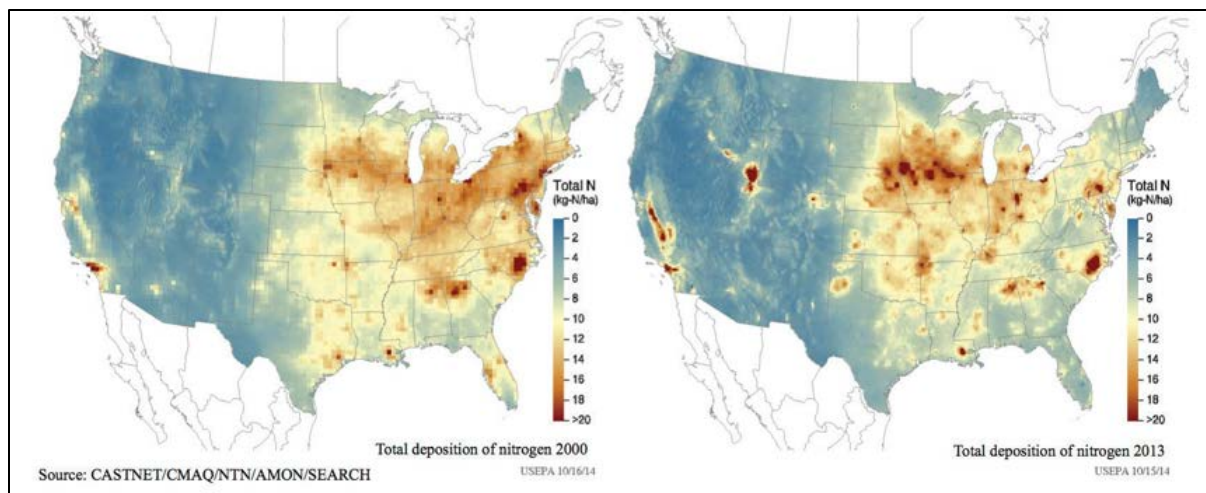 Total N
(kg-N/ha)
0
2
4
6
8
10
12
14
16
18
>20
Total deposition of nitrogen 2000
USEPA 10/16/14
Source: CASTNET/CMAQ/NTN/AMON/SEARCH
Total N
(kg-N/ha)
0
2
4
6
8
10
12
14
16
18
>20
Total deposition of nitrogen 2013
USEPA 10/15/14